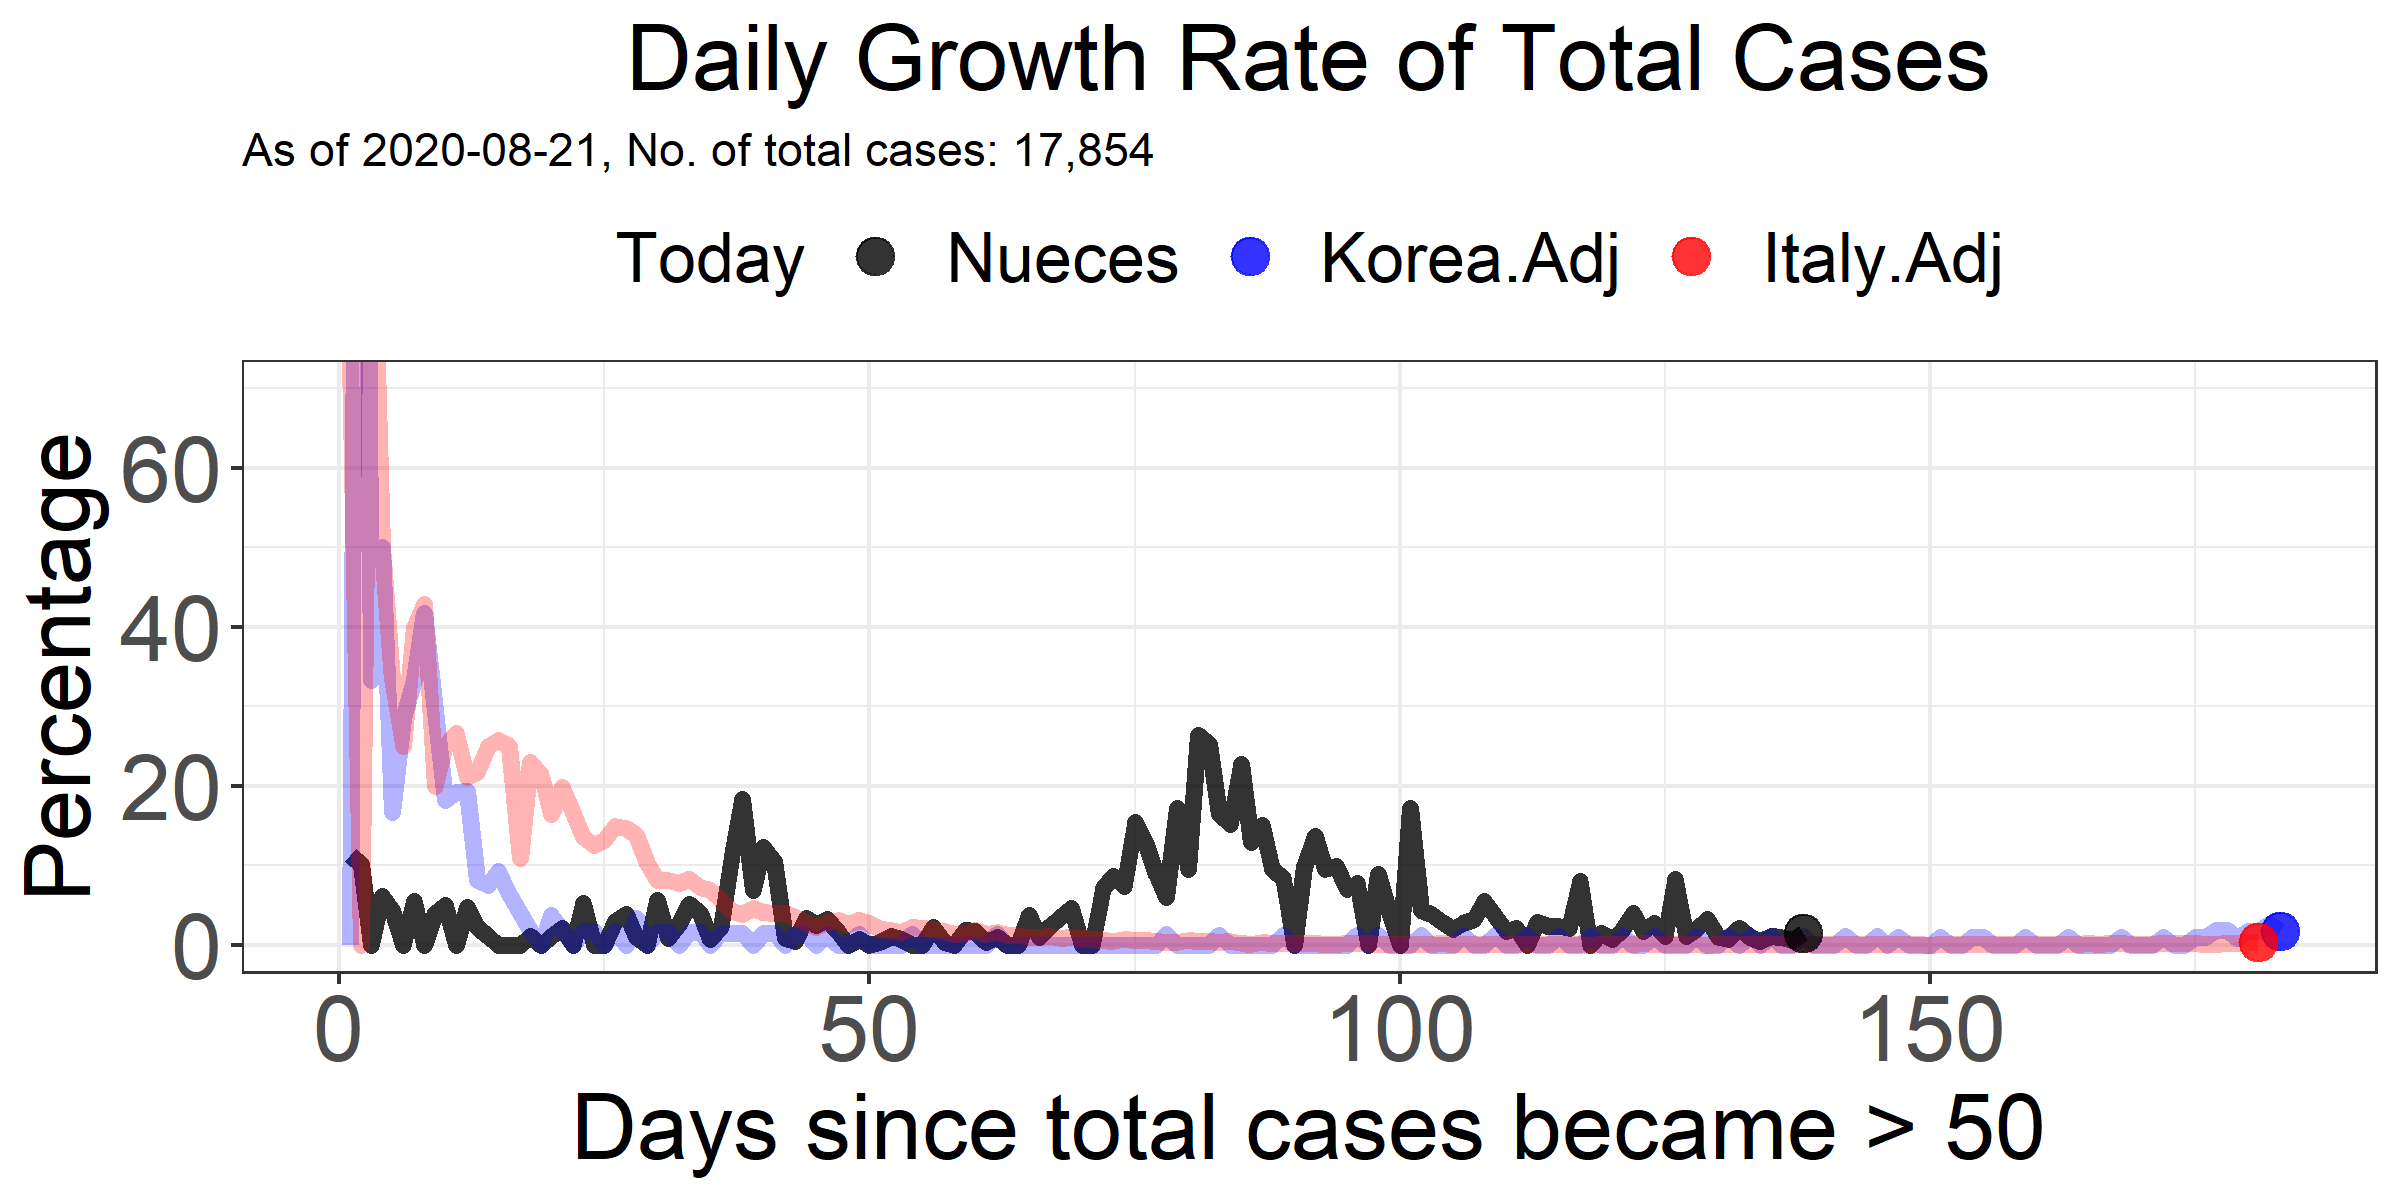 Daily Growth Rate of Total Cases
As of 2020-08-21, No. of total cases: 17,854
Today Nueces Korea.Adj Italy.Adj
Percentage
60
40
20
0
0 50 100 150
Days since total cases became > 50